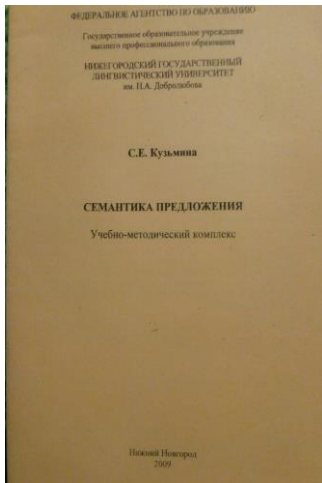 ФЕДЕРАЛЬНОЕ АГЕНТСТВО ПО ОБРАЗОВАНИЮ
Государственное образовательное учреждение
высшего профессионального образования
НИЖЕГОРОДСКИЙ ГОСУДАРСТВЕННЫЙ
ЛИНГВИСТИЧЕСКИЙ УНИВЕРСИТЕТ
им. Н.А. Добролюбова
С.Е. Кузьмина
СЕМАНТИКА ПРЕДЛОЖЕНИЯ
Учебно-методический комплекс
Нижний Новгород
2009